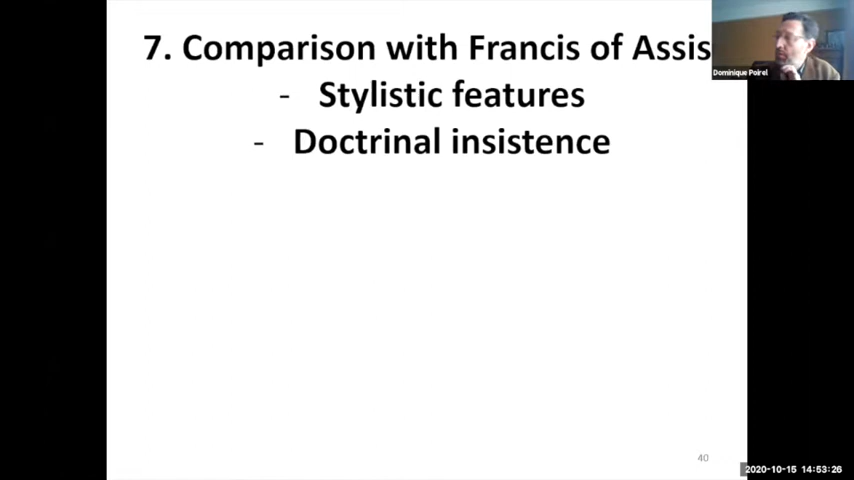 7. Comparison with Francis of Assis
- Stylistic features
- Doctrinal insistence
Dominique Poirel
40
2020-10-15 14:53:26